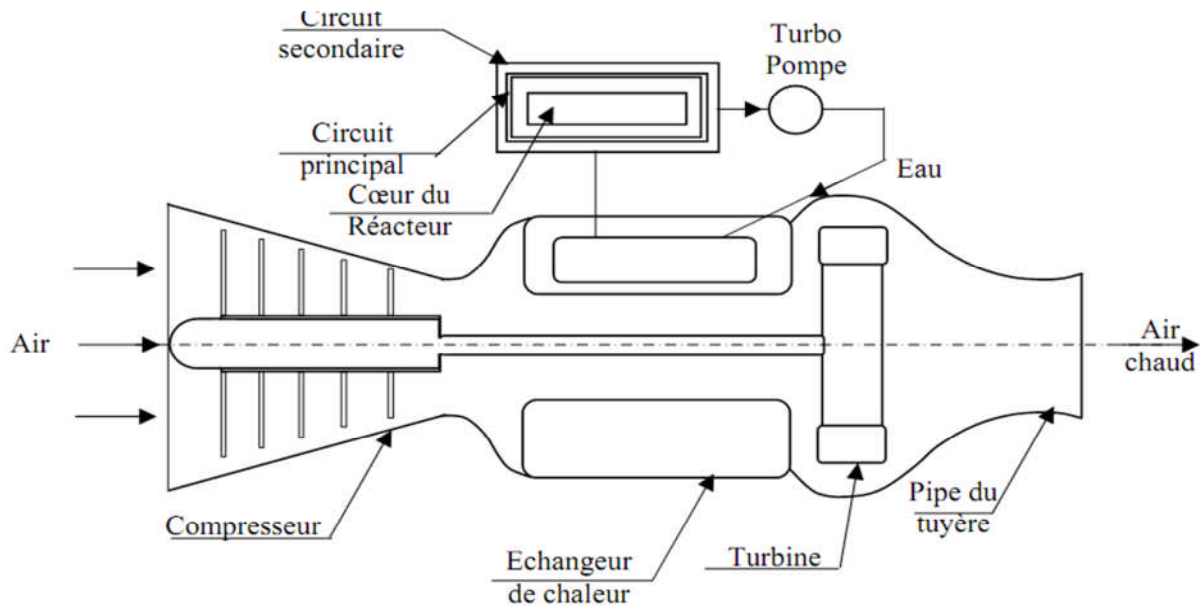 Circuit
secondaire
Turbo
Pompe
Circuit
principal
Cœur du
Réacteur
Eau
Air
Air
chaud
Compresseur
Echangeur
de chaleur
Turbine
Pipe du
tuyère